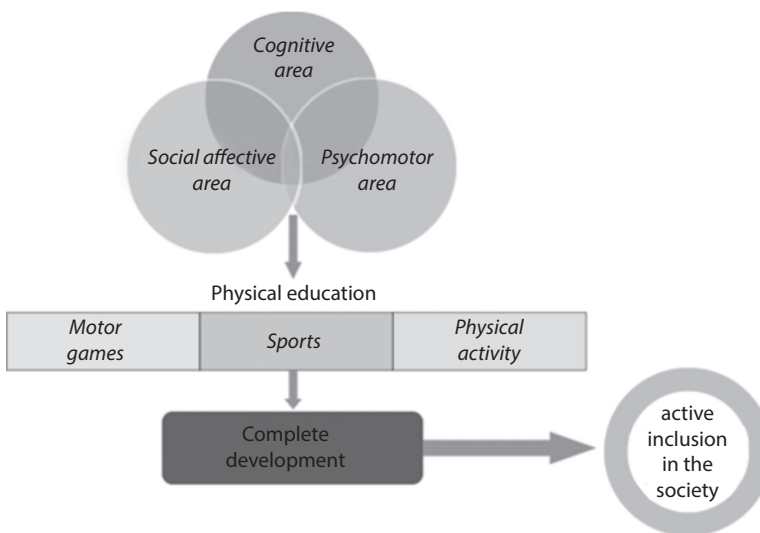 Cognitive
area
Social affective
area
Psychomotor
area
Physical education
Motor
games
Sports
Physical
activity
Complete
development
active
inclusion
in the
society